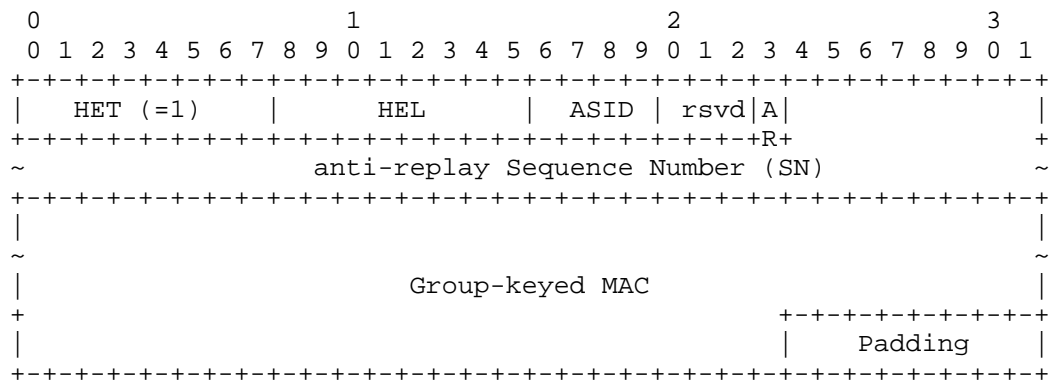 0                   1                   2                   3
 0 1 2 3 4 5 6 7 8 9 0 1 2 3 4 5 6 7 8 9 0 1 2 3 4 5 6 7 8 9 0 1
+-+-+-+-+-+-+-+-+-+-+-+-+-+-+-+-+-+-+-+-+-+-+-+-+-+-+-+-+-+-+-+-+
|   HET (=1)    |      HEL      |  ASID | rsvd|A|               |
+-+-+-+-+-+-+-+-+-+-+-+-+-+-+-+-+-+-+-+-+-+-+-+R+               +
~                  anti-replay Sequence Number (SN)             ~
+-+-+-+-+-+-+-+-+-+-+-+-+-+-+-+-+-+-+-+-+-+-+-+-+-+-+-+-+-+-+-+-+
|                                                               |
~                                                               ~
|                        Group-keyed MAC                        |
+                                               +-+-+-+-+-+-+-+-+
|                                               |    Padding    |
+-+-+-+-+-+-+-+-+-+-+-+-+-+-+-+-+-+-+-+-+-+-+-+-+-+-+-+-+-+-+-+-+